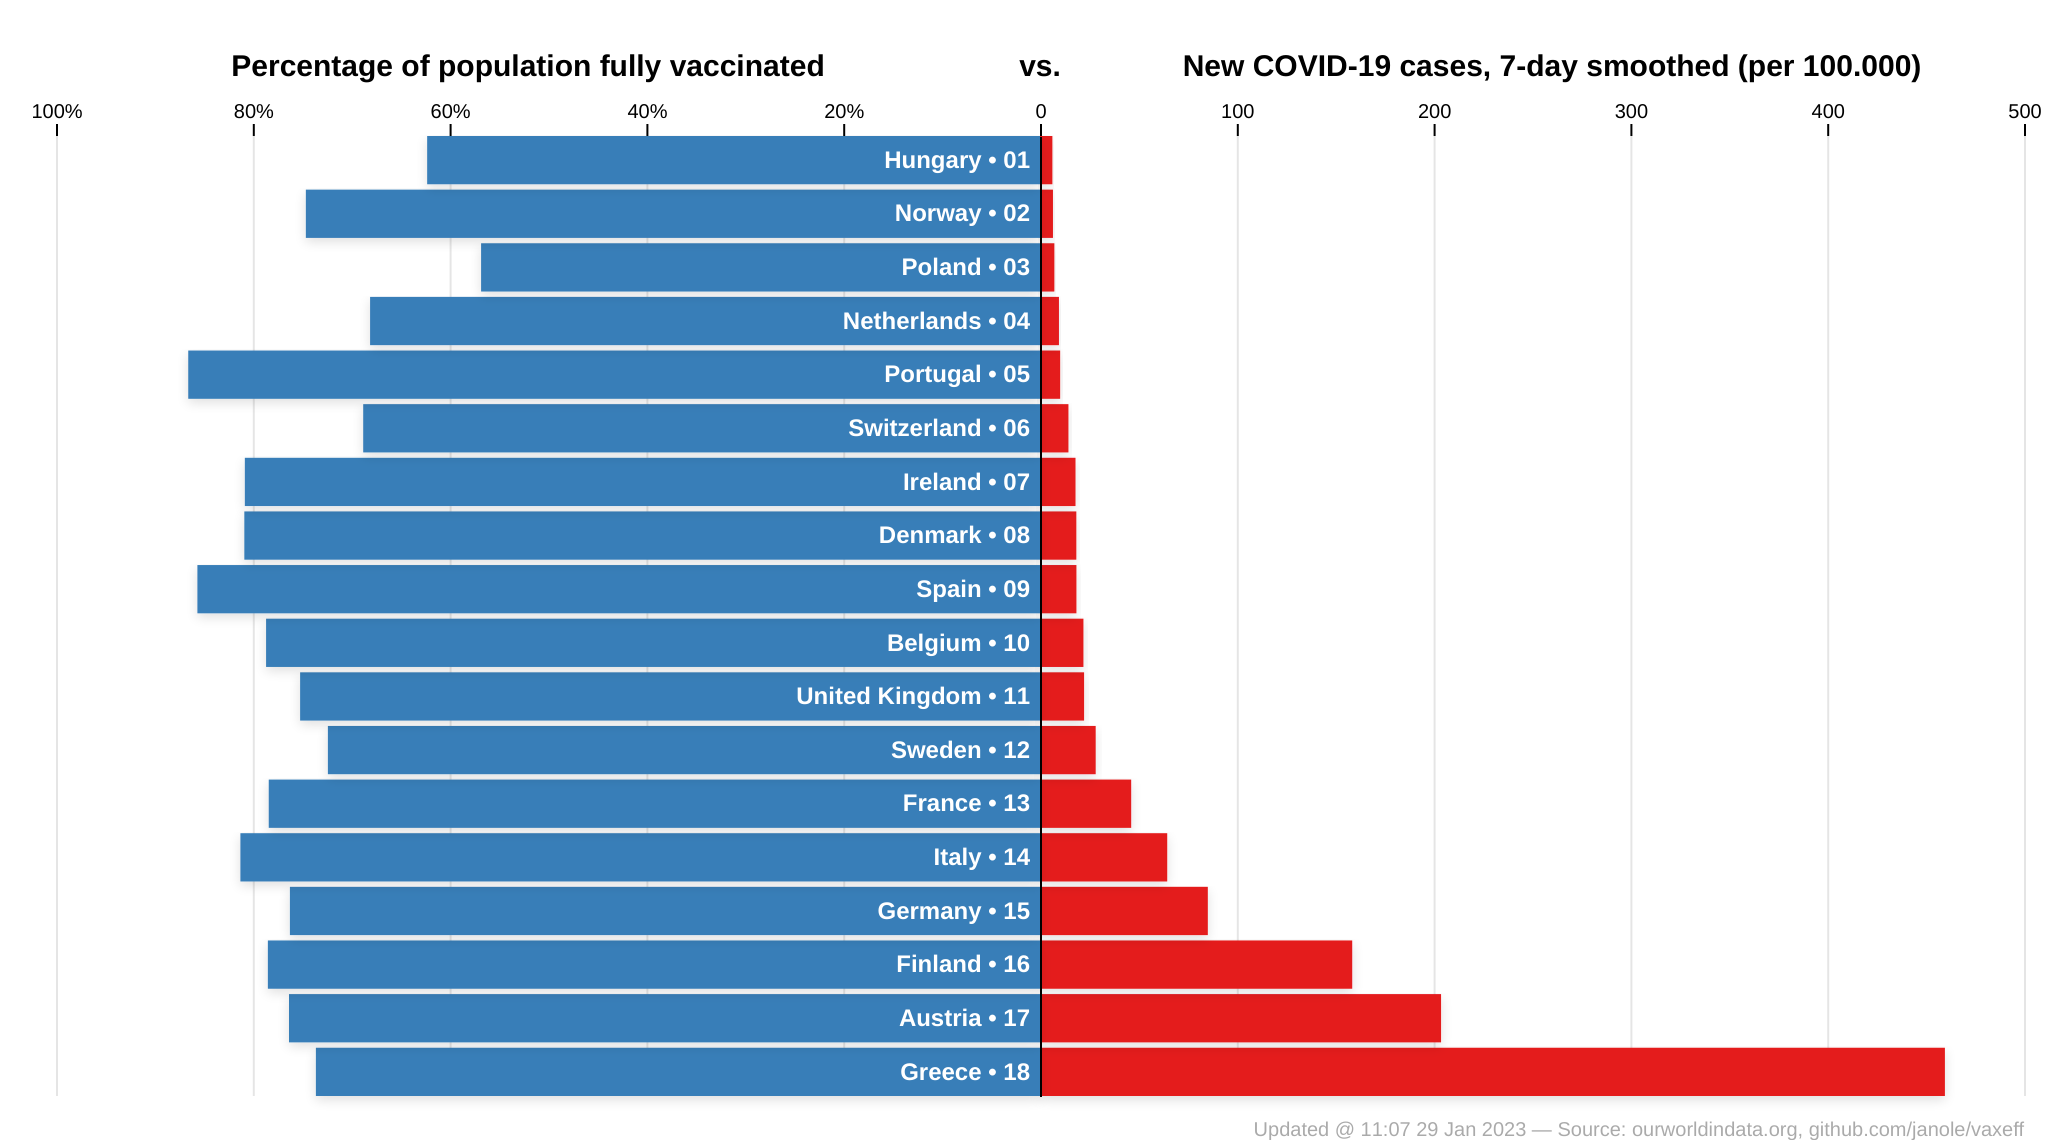 Percentage of population fully vaccinated vs. New COVID-19 cases, 7-day smoothed (per 100.000)
100% 80% 60% 40% 20% 0 100 200 300 400 500
Hungary • 01
Norway • 02
Poland • 03
Netherlands • 04
Portugal • 05
Switzerland • 06
Ireland • 07
Denmark • 08
Spain • 09
Belgium • 10
United Kingdom • 11
Sweden • 12
France • 13
Italy • 14
Germany • 15
Finland • 16
Austria • 17
Greece • 18
Updated @ 11:07 29 Jan 2023 — Source: ourworldindata.org, github.com/janole/vaxeff